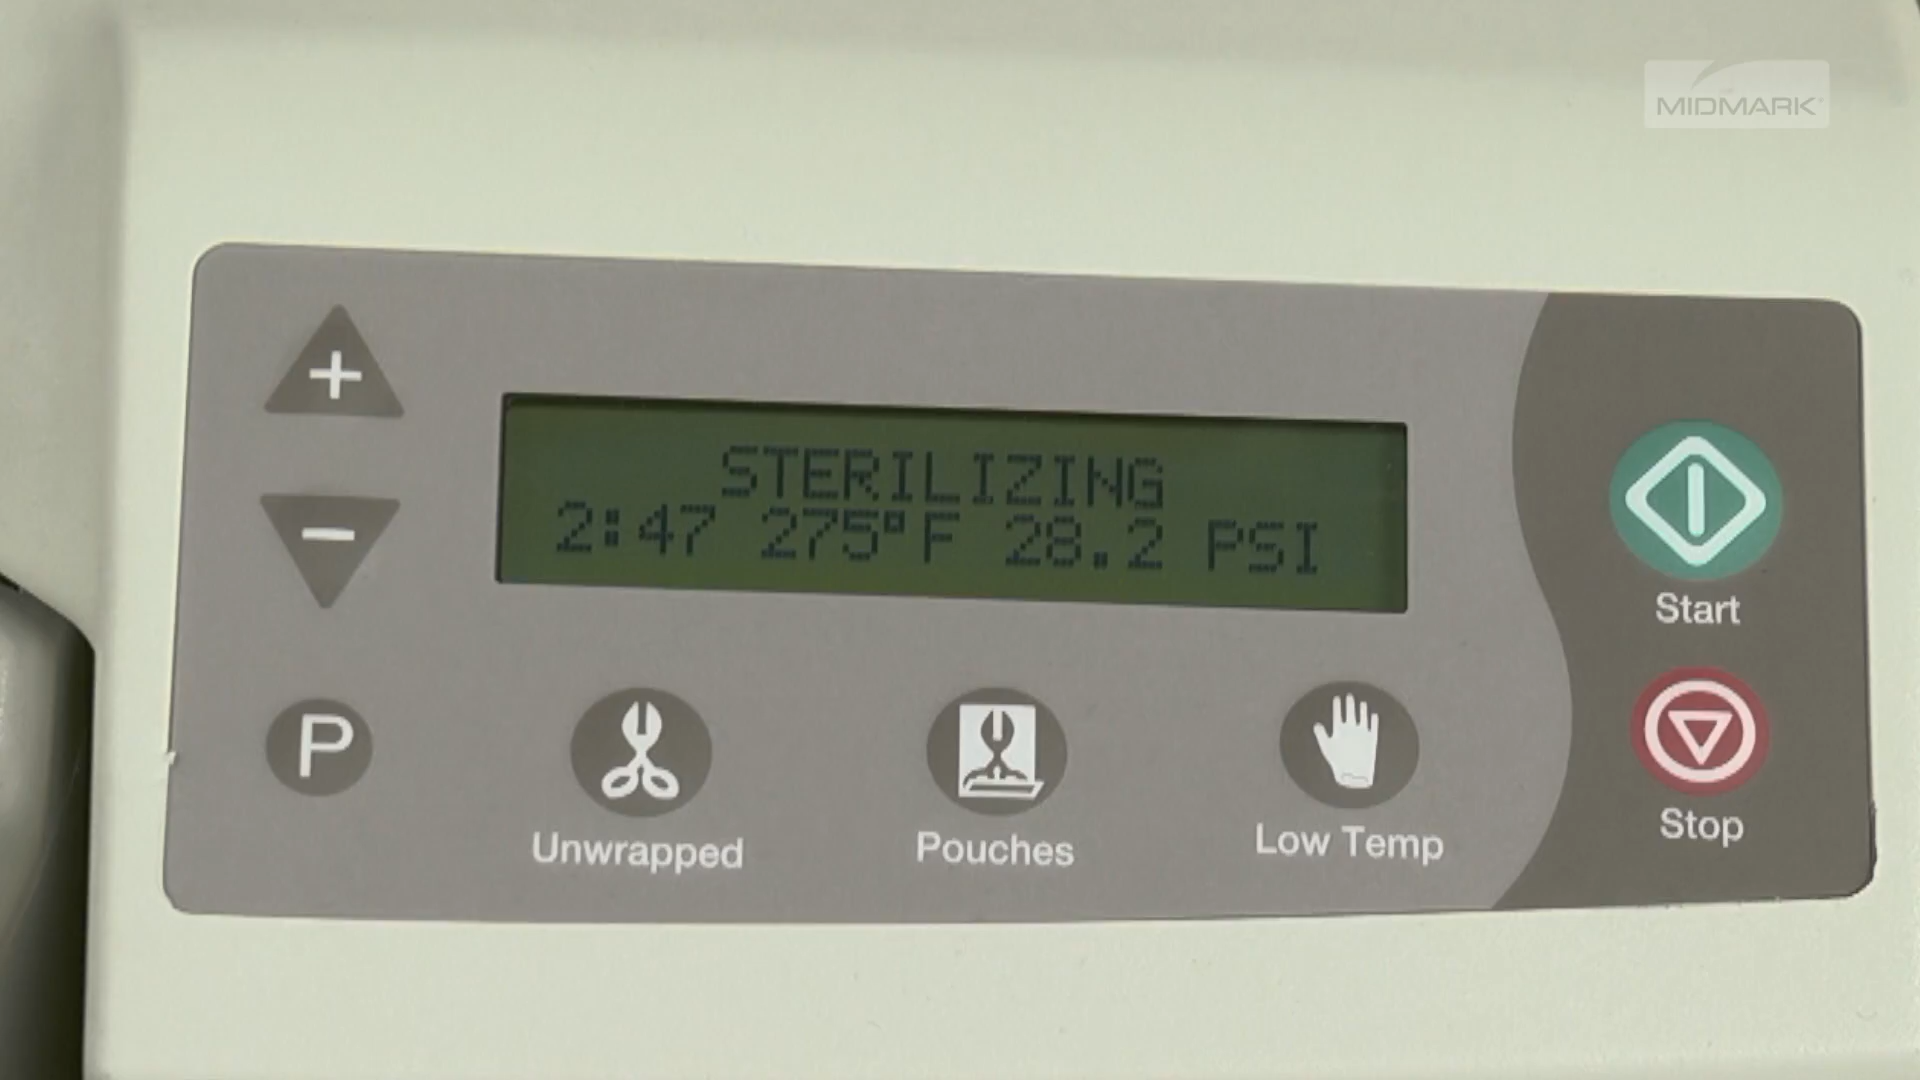 MIDMARK
+
STERILIZING
2:47 275°F 28.2 PSI
-
Start
P
Unwrapped
Pouches
Low Temp
Stop